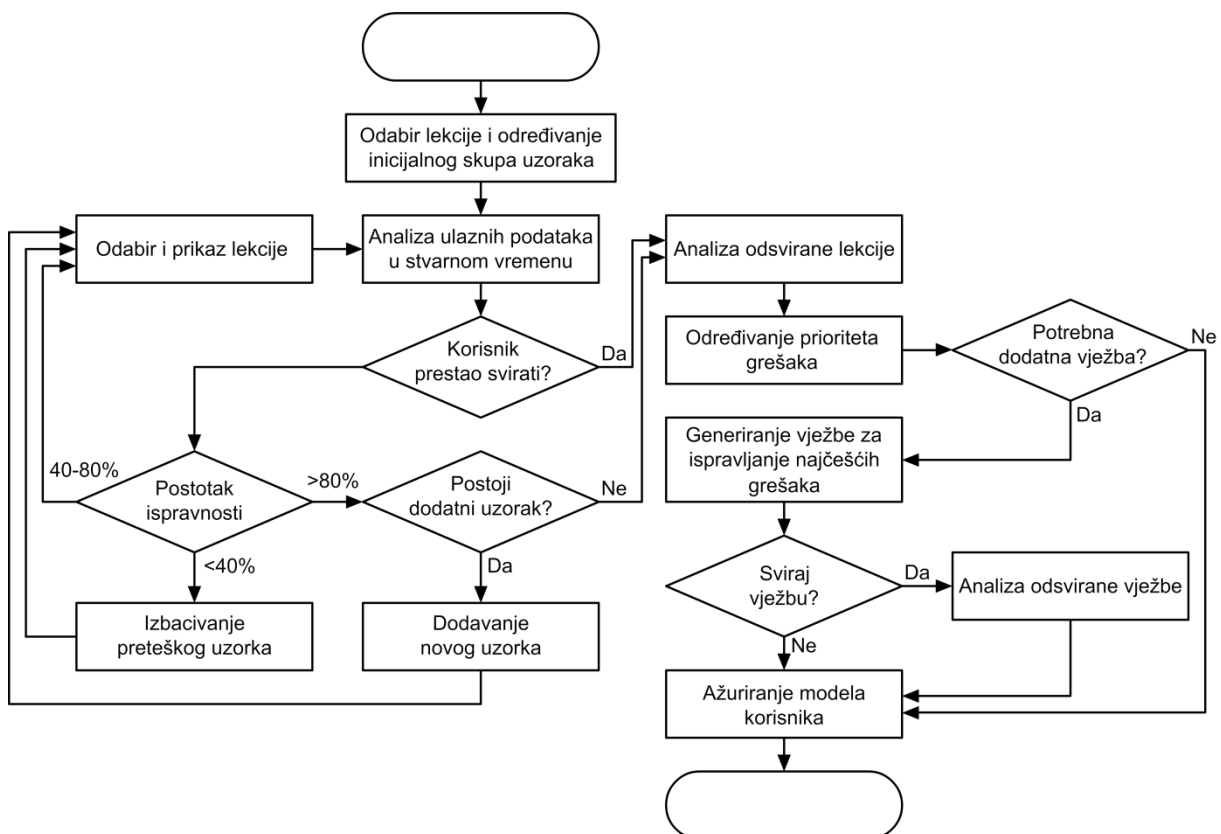 Odabir lekcije i određivanje
inicijalnog skupa uzoraka
Odabir i prikaz lekcije
Analiza ulaznih podataka
u stvarnom vremenu
Korisnik
prestao svirati?
Da
Postotak
ispravnosti
40-80%
>80%
<40%
Izbacivanje
preteškog uzorka
Postoji
dodatni uzorak?
Ne
Da
Dodavanje
novog uzorka
Analiza odsvirane lekcije
Određivanje prioriteta
grešaka
Potrebna
dodatna vježba?
Ne
Da
Generiranje vježbe za
ispravljanje najčešćih
grešaka
Sviraj
vježbu?
Da
Ne
Analiza odsvirane vježbe
Ažuriranje modela
korisnika